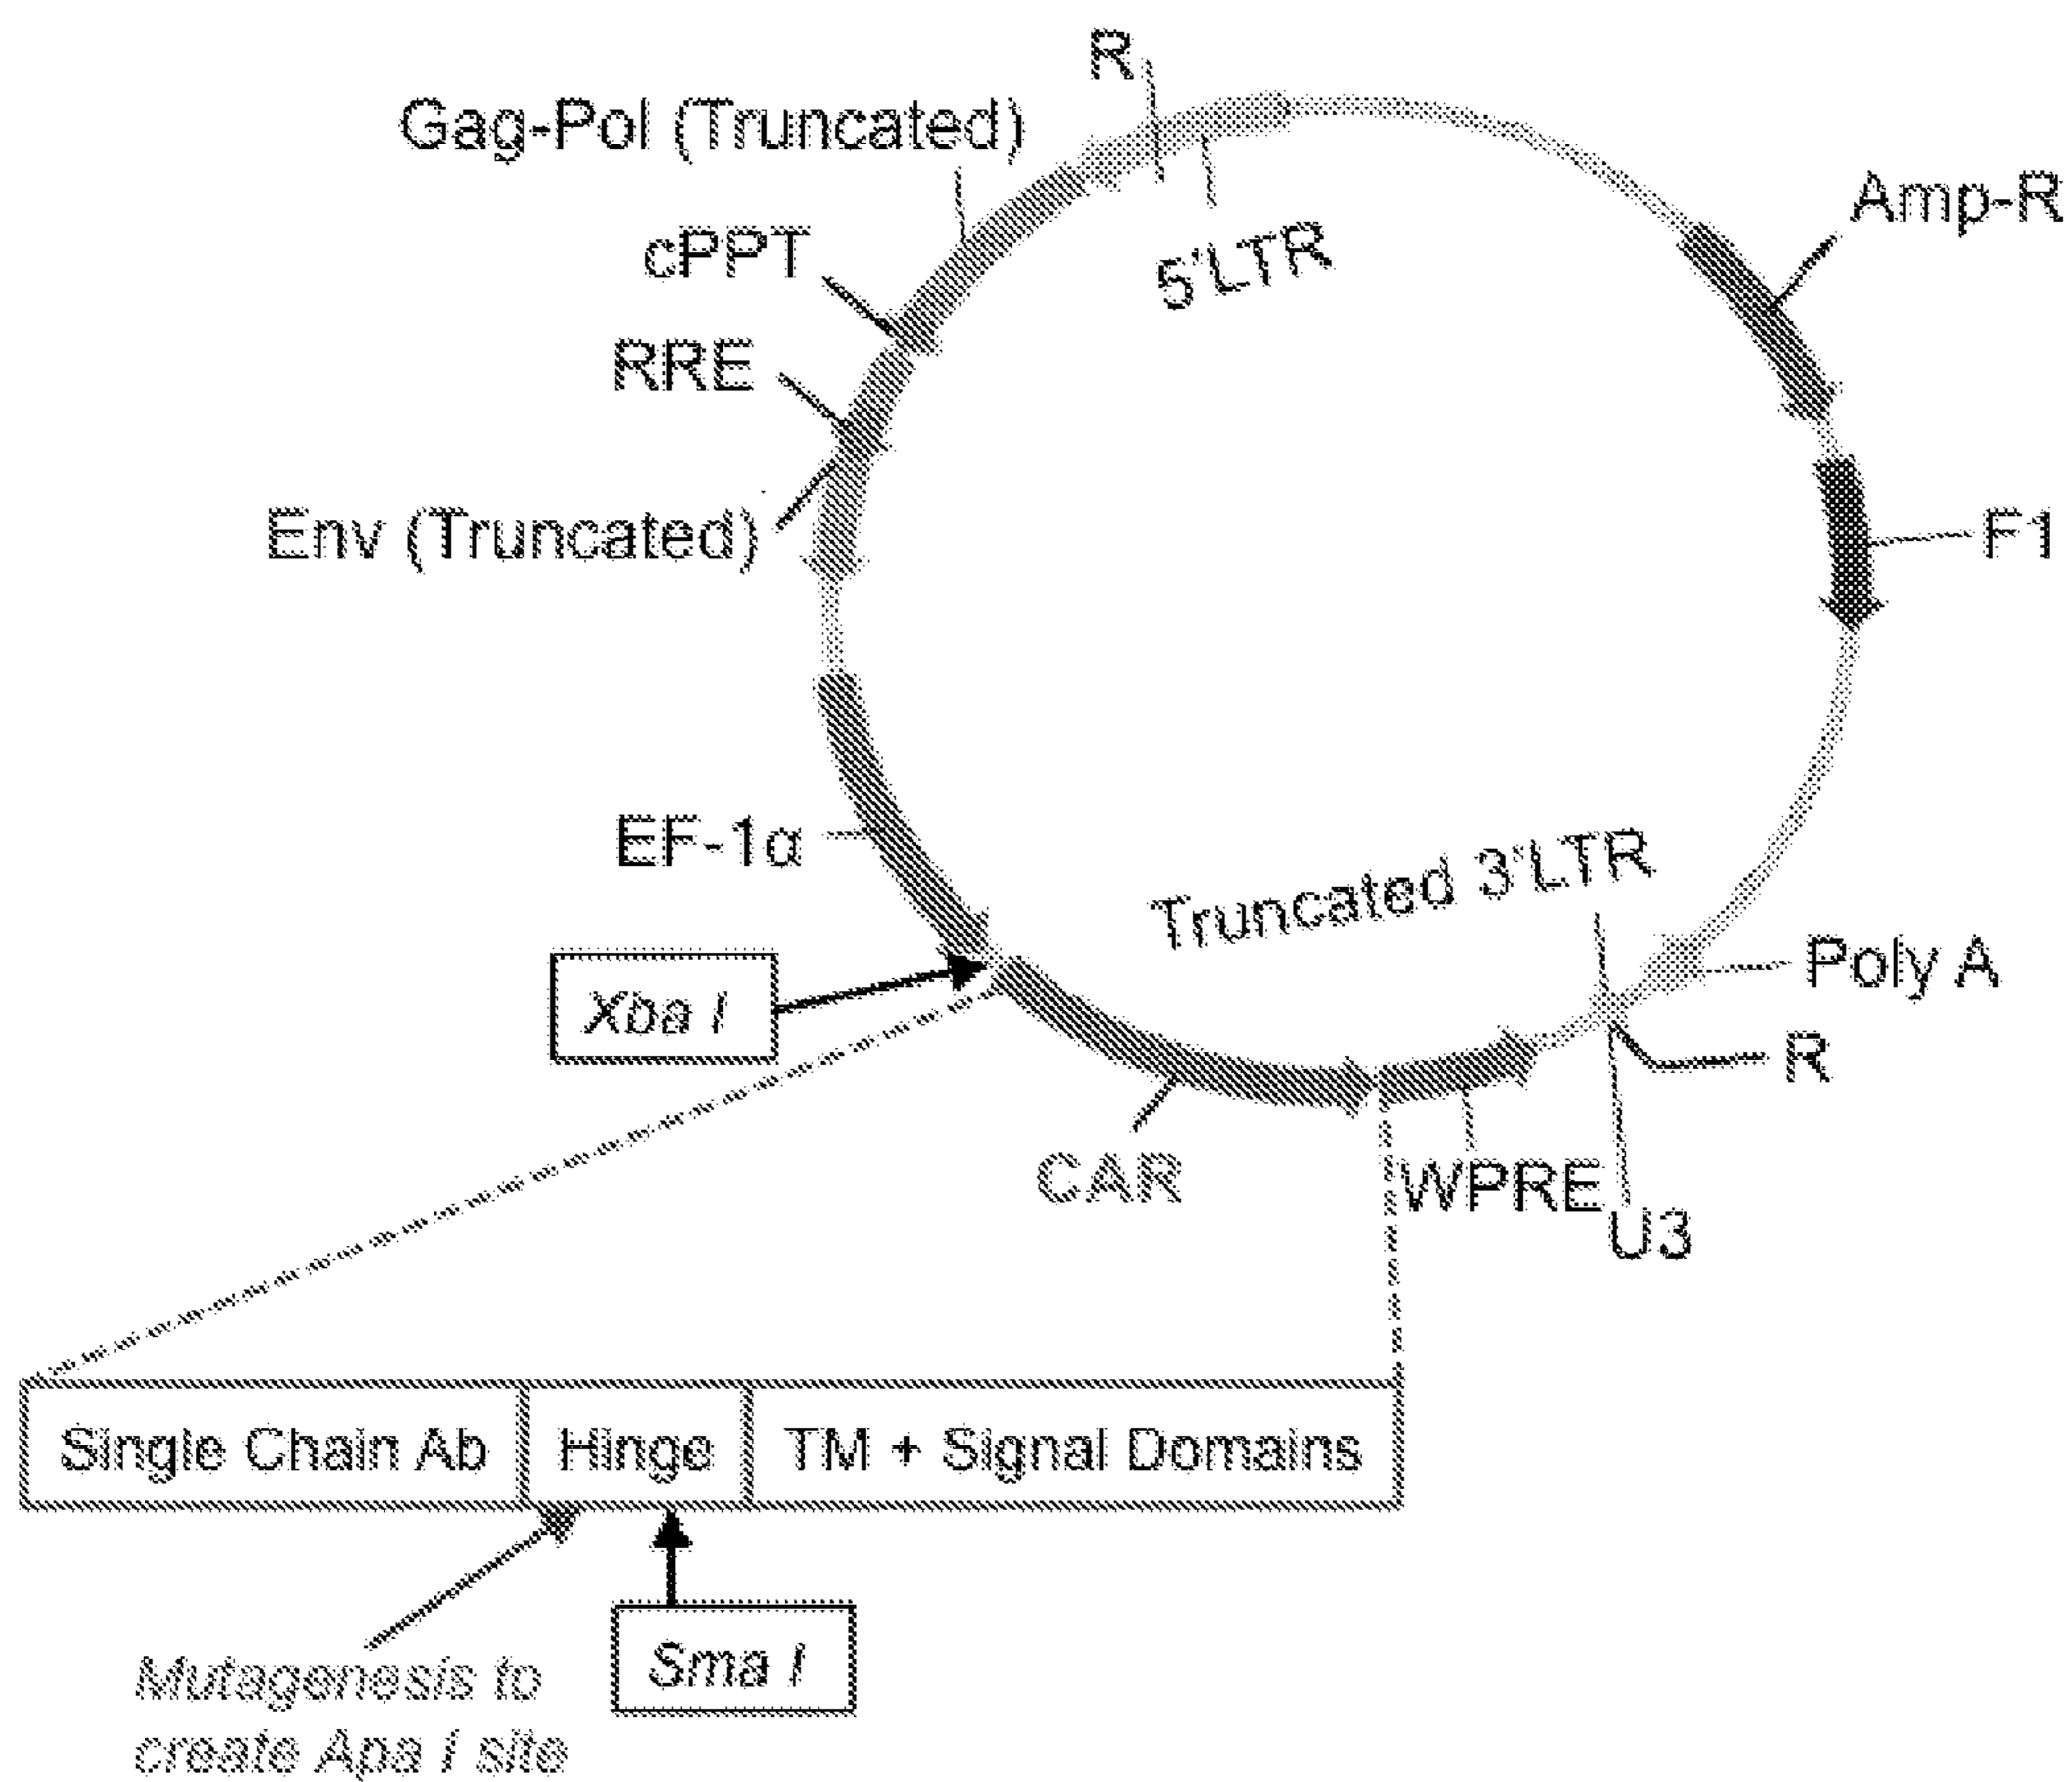 R
Gag-Pol (Truncated)
Amp-R
cPPT
5'LTR
RRE
Env (Truncated)
F1
EF-1α
Truncated 3'LTR
Poly A
Xba I
R
CAR
WPRE
U3
Single Chain Ab
Hinge
TM + Signal Domains
Sma I
Mutagenesis to
create Apa I site